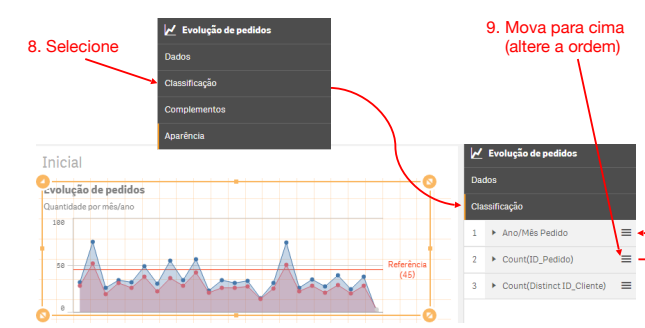 8. Selecione
Evolução de pedidos
Dados
Classificação
Complementos
Aparência
9. Mova para cima
(altere a ordem)
Inicial
Evolução de pedidos
Quantidade por mês/ano
100
50
0
Referência
(45)
Evolução de pedidos
Dados
Classificação
1 Ano/Mês Pedido
2 Count(ID_Pedido)
3 Count(Distinct ID_Cliente)